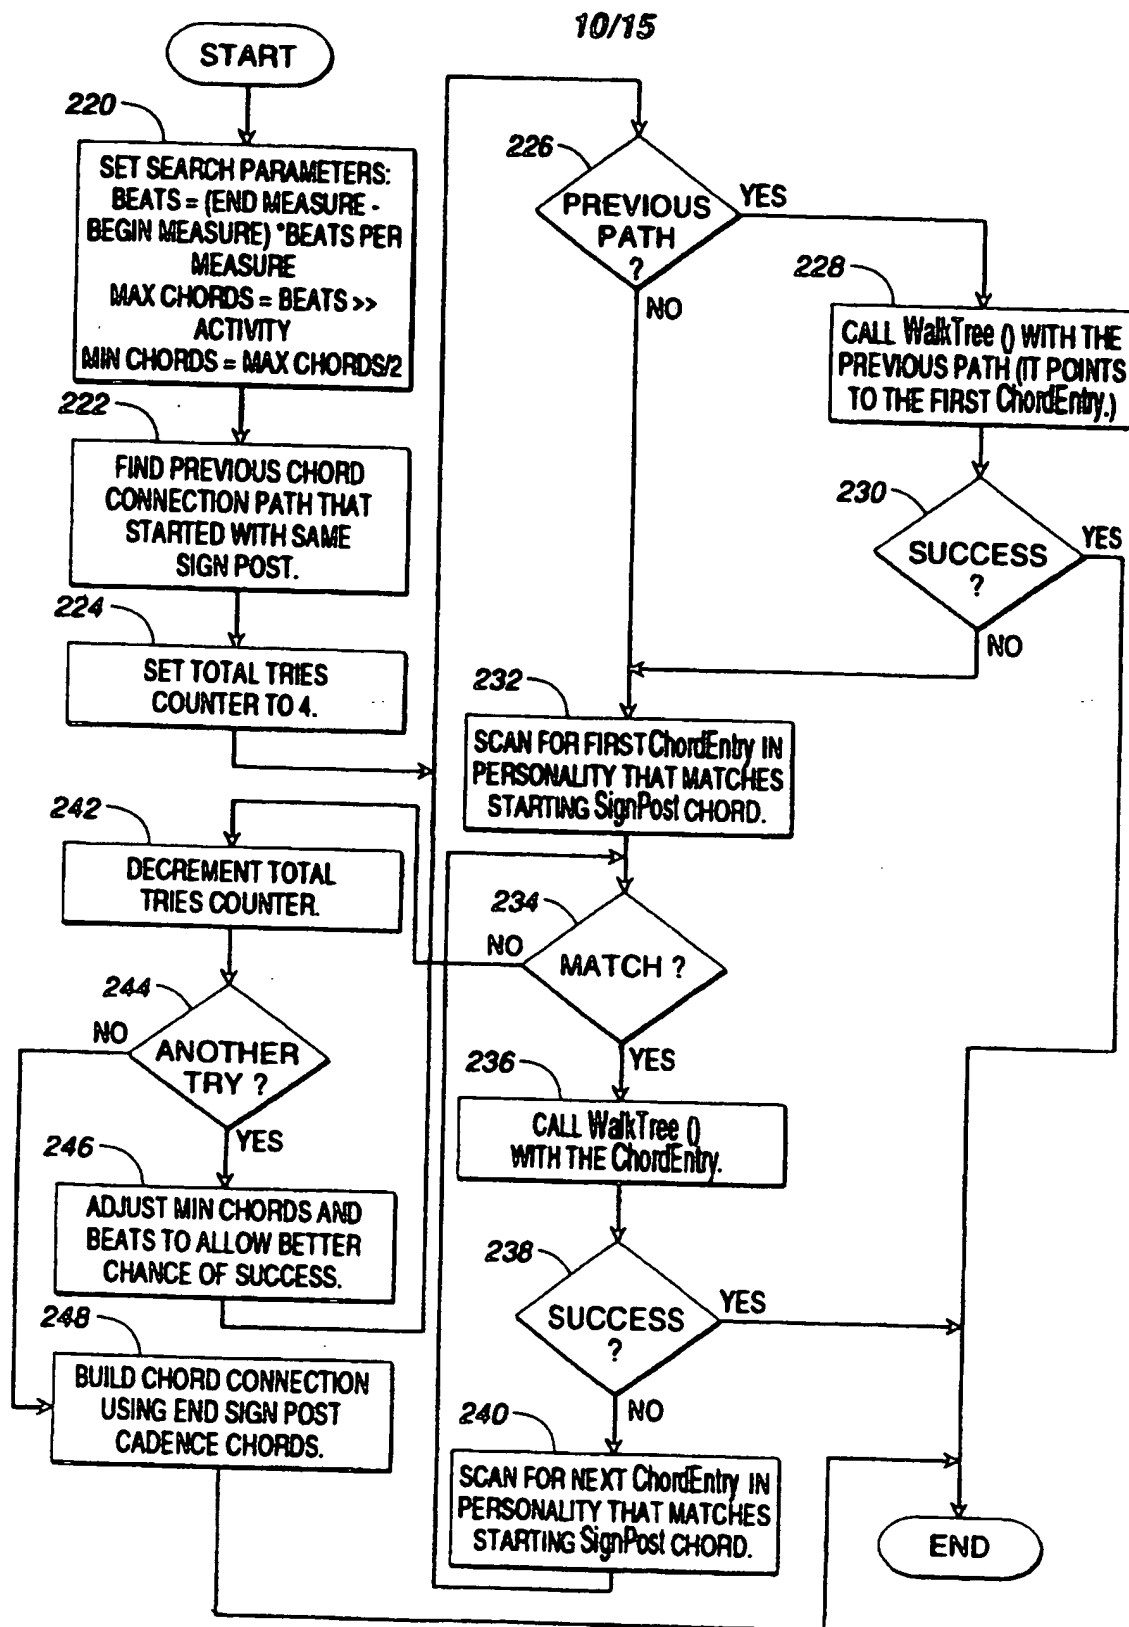 10/15
START
220
SET SEARCH PARAMETERS:
BEATS = (END MEASURE -
BEGIN MEASURE) *BEATS PER
MEASURE
MAX CHORDS = BEATS >>
ACTIVITY
MIN CHORDS = MAX CHORDS/2
222
FIND PREVIOUS CHORD
CONNECTION PATH THAT
STARTED WITH SAME
SIGN POST.
224
SET TOTAL TRIES
COUNTER TO 4.
226
PREVIOUS
PATH
?
YES
NO
228
CALL WalkTree () WITH THE
PREVIOUS PATH (IT POINTS
TO THE FIRST ChordEntry.)
230
SUCCESS
?
YES
NO
232
SCAN FOR FIRST ChordEntry IN
PERSONALITY THAT MATCHES
STARTING SignPost CHORD.
234
MATCH ?
NO
YES
236
CALL WalkTree ()
WITH THE ChordEntry.
238
SUCCESS
?
YES
NO
240
SCAN FOR NEXT ChordEntry IN
PERSONALITY THAT MATCHES
STARTING SignPost CHORD.
242
DECREMENT TOTAL
TRIES COUNTER.
244
ANOTHER
TRY ?
NO
YES
246
ADJUST MIN CHORDS AND
BEATS TO ALLOW BETTER
CHANCE OF SUCCESS.
248
BUILD CHORD CONNECTION
USING END SIGN POST
CADENCE CHORDS.
END